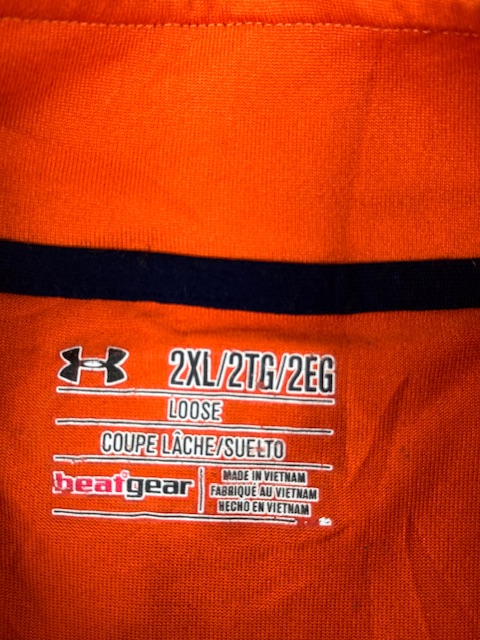 2XL/2TG/2EG
LOOSE
COUPE LÂCHE/SUELTO
heatgear
MADE IN VIETNAM
FABRIQUÉ AU VIETNAM
HECHO EN VIETNAM